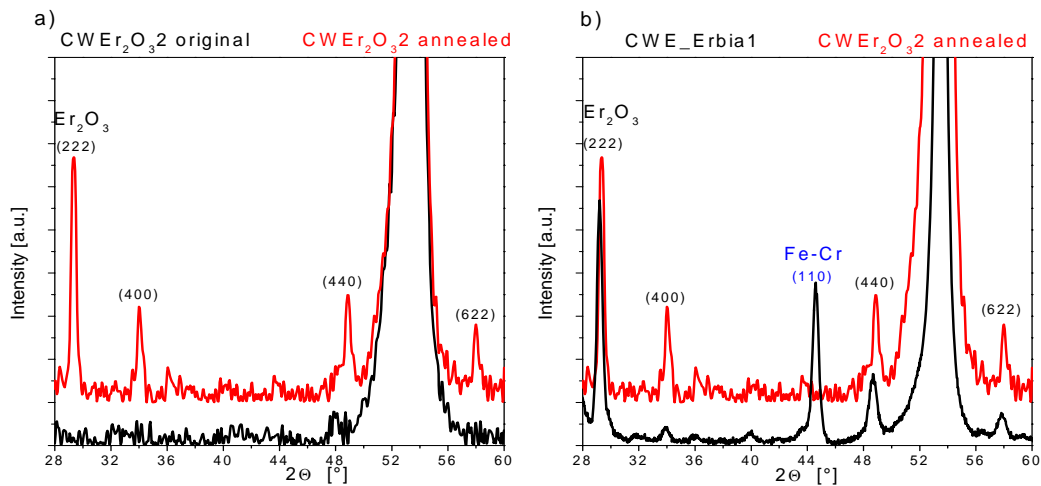 a)
CWEr₂O₃2 original CWEr₂O₃2 annealed
Er₂O₃
(222)
(400)
(440)
(622)
Intensity [a.u.]
28 32 36 40 44 48 52 56 60
2Θ [°]
b)
CWE_Erbia1 CWEr₂O₃2 annealed
Er₂O₃
(222)
Fe-Cr
(110)
(400)
(440)
(622)
Intensity [a.u.]
28 32 36 40 44 48 52 56 60
2Θ [°]